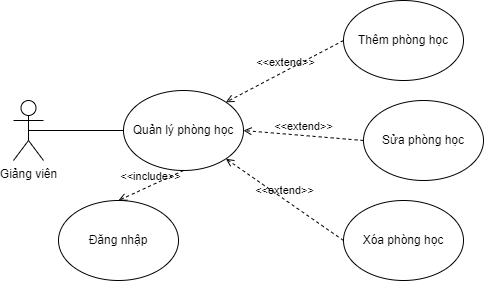 Thêm phòng học
<<extend>>
Quản lý phòng học
<<extend>>
Sửa phòng học
Giảng viên
<<include>>
<<extend>>
Đăng nhập
Xóa phòng học